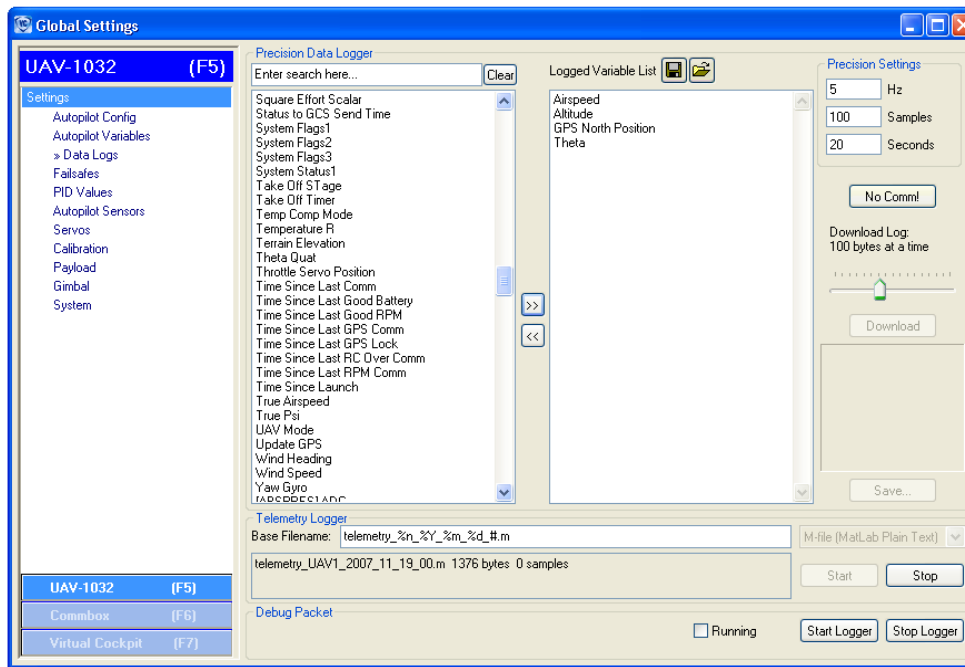 VC Global Settings
UAV-1032 (F5)
Settings
Autopilot Config
Autopilot Variables
» Data Logs
Failsafes
PID Values
Autopilot Sensors
Servos
Calibration
Payload
Gimbal
System
UAV-1032 (F5)
Commbox (F6)
Virtual Cockpit (F7)
Precision Data Logger
Enter search here...
Clear
Square Effort Scalar
Status to GCS Send Time
System Flags1
System Flags2
System Flags3
System Status1
Take Off STage
Take Off Timer
Temp Comp Mode
Temperature R
Terrain Elevation
Theta Quat
Throttle Servo Position
Time Since Last Comm
Time Since Last Good Battery
Time Since Last Good RPM
Time Since Last GPS Comm
Time Since Last GPS Lock
Time Since Last RC Over Comm
Time Since Last RPM Comm
Time Since Launch
True Airspeed
True Psi
UAV Mode
Update GPS
Wind Heading
Wind Speed
Yaw Gyro
[ABSPRES] ADC
>>
<<
Logged Variable List
Airspeed
Altitude
GPS North Position
Theta
Precision Settings
5 Hz
100 Samples
20 Seconds
No Comm!
Download Log:
100 bytes at a time
Download
Save...
Telemetry Logger
Base Filename: telemetry_%n_%Y_%m_%d_#.m
M-file (MatLab Plain Text)
telemetry_UAV1_2007_11_19_00.m 1376 bytes 0 samples
Start
Stop
Debug Packet
Running
Start Logger
Stop Logger